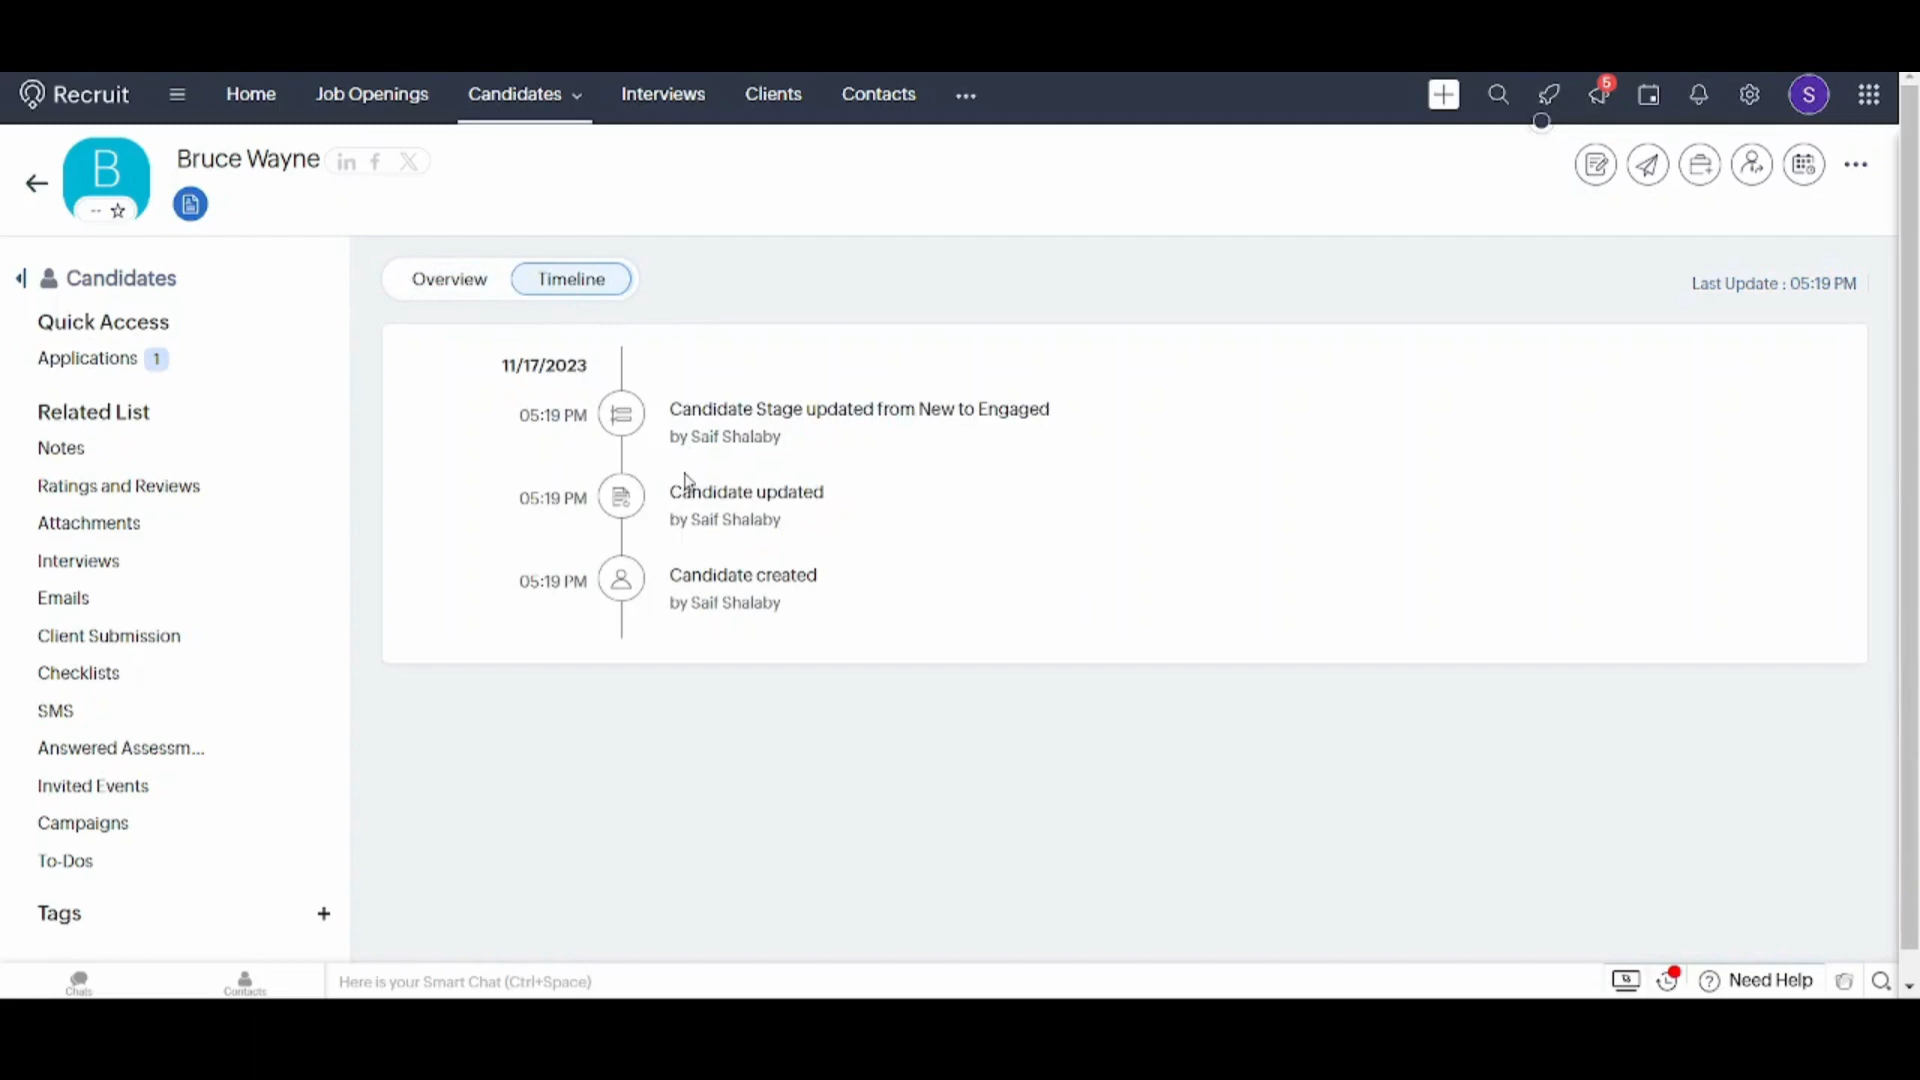 Recruit
Home
Job Openings
Candidates
Interviews
Clients
Contacts
5
S
B
--
Bruce Wayne
in f X
Candidates
Quick Access
Applications 1
Related List
Notes
Ratings and Reviews
Attachments
Interviews
Emails
Client Submission
Checklists
SMS
Answered Assessm...
Invited Events
Campaigns
To-Dos
Tags +
Overview
Timeline
Last Update : 05:19 PM
11/17/2023
05:19 PM
Candidate Stage updated from New to Engaged
by Saif Shalaby
05:19 PM
Candidate updated
by Saif Shalaby
05:19 PM
Candidate created
by Saif Shalaby
Chats
Contacts
Here is your Smart Chat (Ctrl+Space)
Need Help